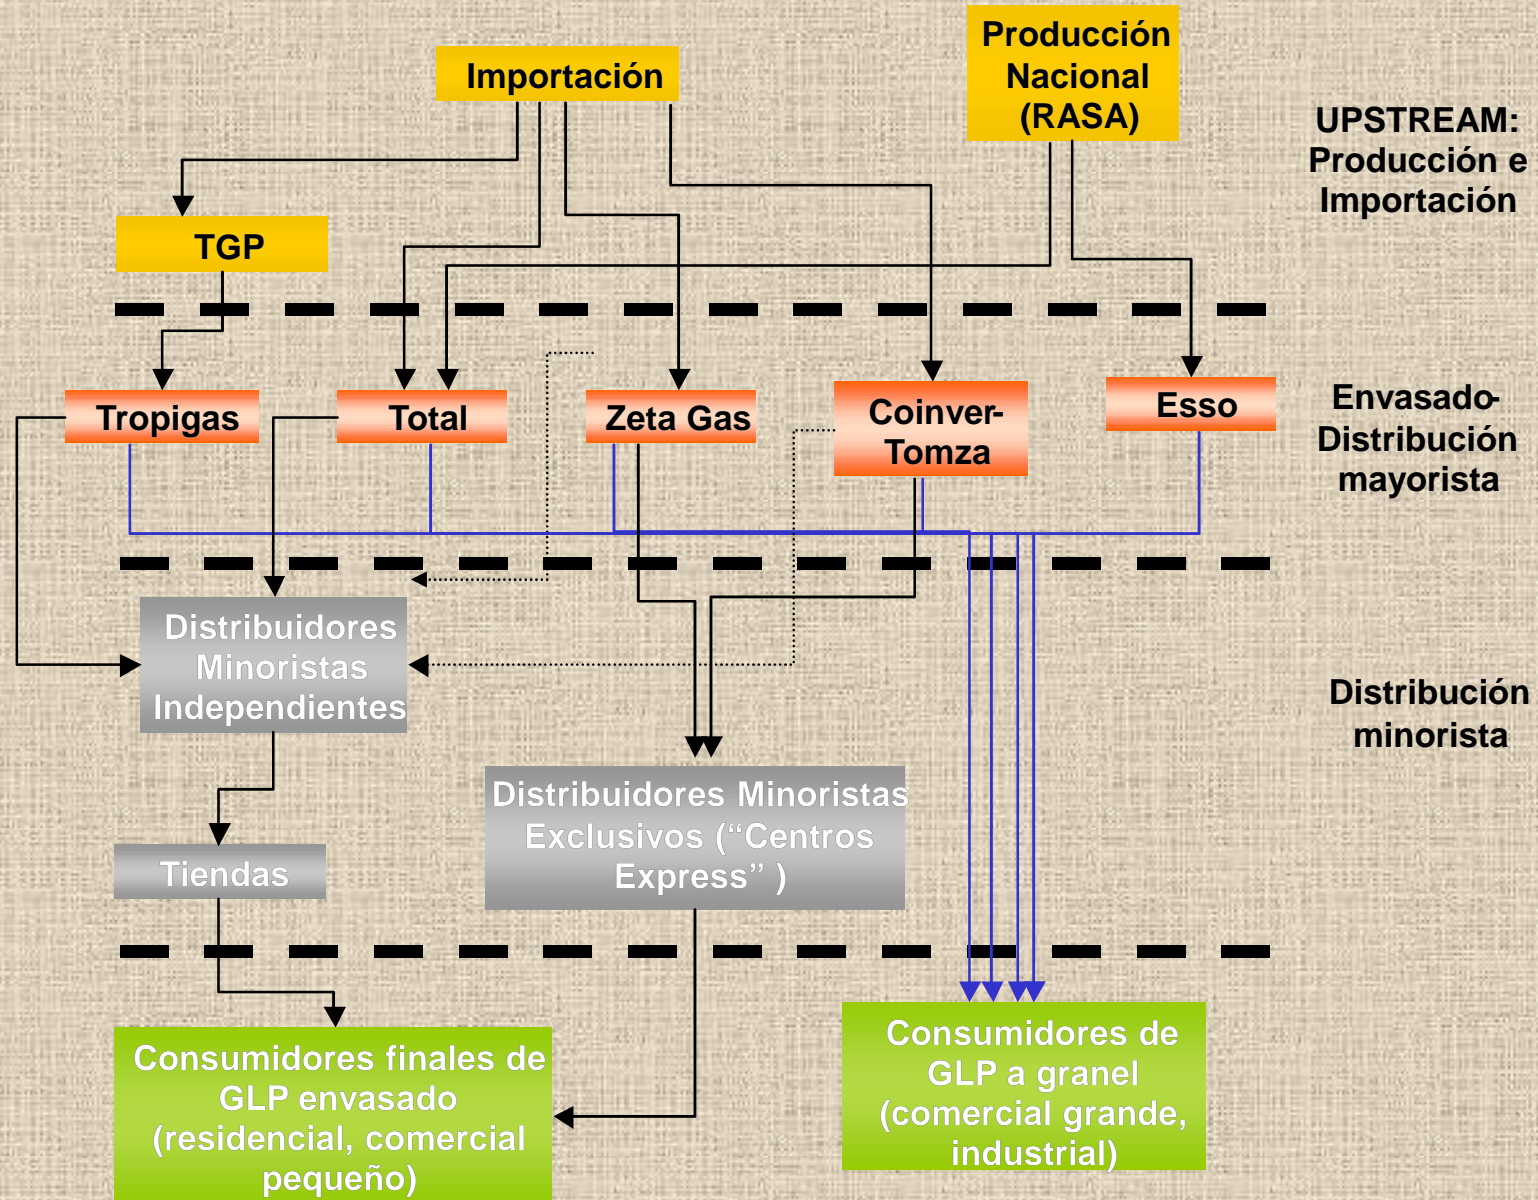 Producción
Nacional
(RASA)
Importación
UPSTREAM:
Producción e
Importación
TGP
Tropigas
Total
Zeta Gas
Coinver-
Tomza
Esso
Envasado-
Distribución
mayorista
Distribuidores
Minoristas
Independientes
Distribución
minorista
Distribuidores Minoristas
Exclusivos (“Centros
Express” )
Tiendas
Consumidores finales de
GLP envasado
(residencial, comercial
pequeño)
Consumidores de
GLP a granel
(comercial grande,
industrial)